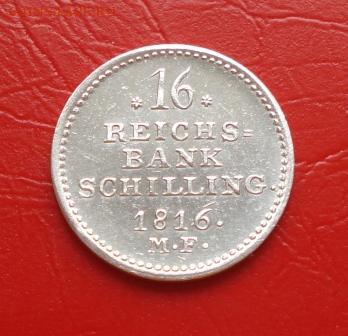 * 16 *
REICHS=
BANK
SCHILLING.
1816.
M.F.